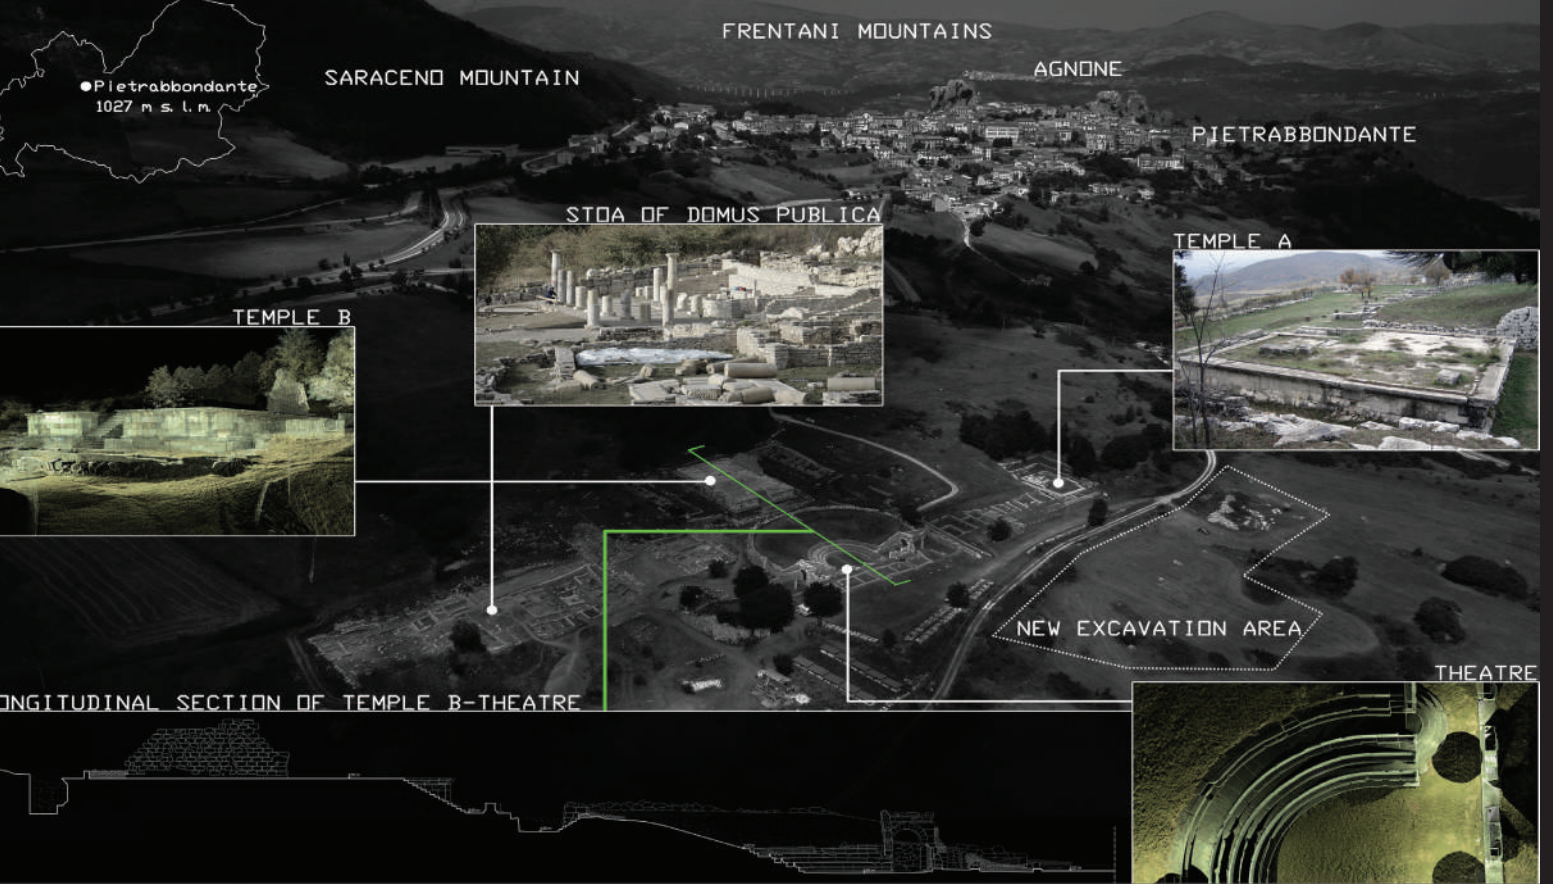 FRENTANI MOUNTAINS
SARACENO MOUNTAIN
AGNONE
Pietrabbondante
1027 m s. l. m.
PIETRABBONDANTE
STOA OF DOMUS PUBLICA
TEMPLE A
TEMPLE B
NEW EXCAVATION AREA
THEATRE
ONGITUDINAL SECTION OF TEMPLE B-THEATRE